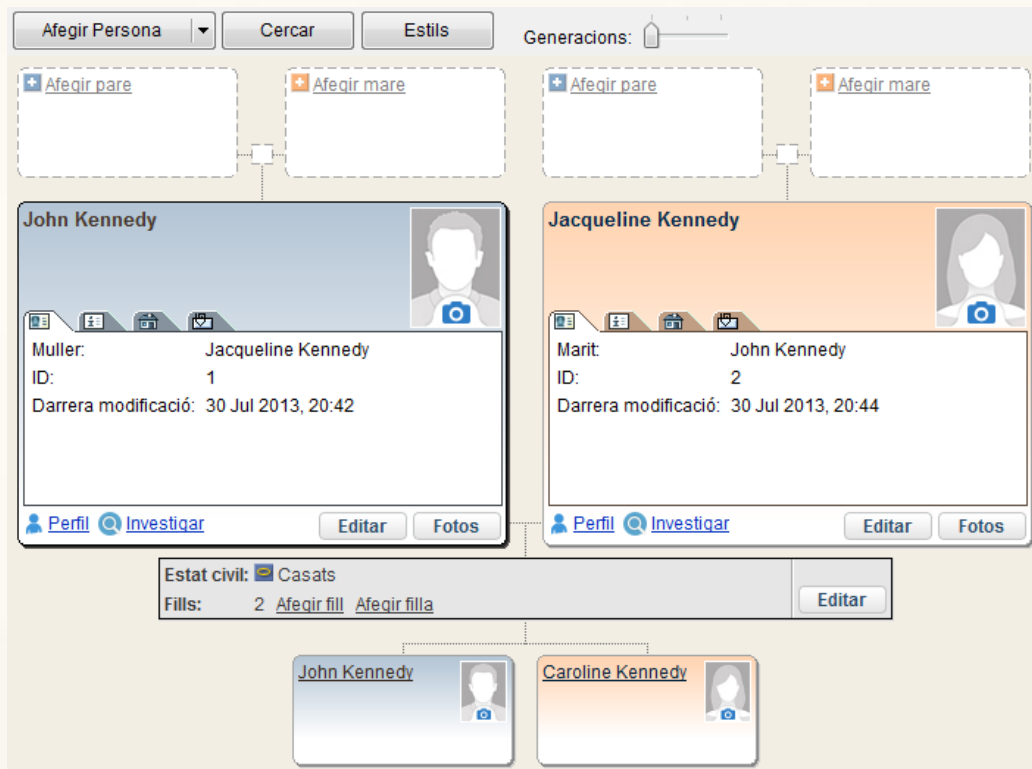 Afegir Persona
Cercar
Estils
Generacions:
Afegir pare
Afegir mare
Afegir pare
Afegir mare
John Kennedy
Muller: Jacqueline Kennedy
ID: 1
Darrera modificació: 30 Jul 2013, 20:42
Perfil Investigar Editar Fotos
Jacqueline Kennedy
Marit: John Kennedy
ID: 2
Darrera modificació: 30 Jul 2013, 20:44
Perfil Investigar Editar Fotos
Estat civil: Casats
Fills: 2 Afegir fill Afegir filla
Editar
John Kennedy
Caroline Kennedy